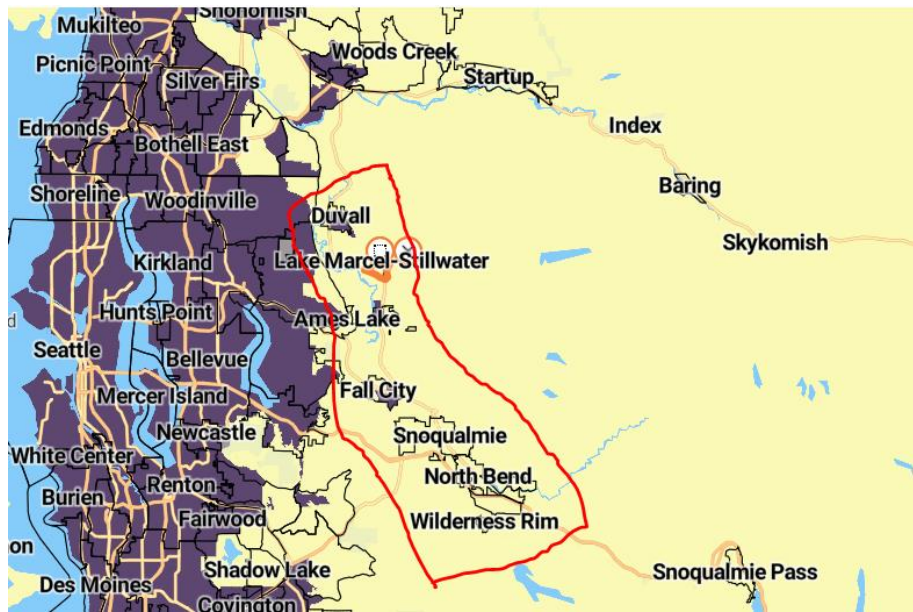 Snohomish
Mukilteo
Woods Creek
Picnic Point
Silver Firs
Startup
Edmonds
Index
Bothell East
Baring
Shoreline
Woodinville
Duvall
Skykomish
Kirkland
Lake Marcel-Stillwater
Hunts Point
Ames Lake
Seattle
Bellevue
Mercer Island
Fall City
Newcastle
Snoqualmie
White Center
North Bend
Renton
Burien
Fairwood
Wilderness Rim
on
Shadow Lake
Snoqualmie Pass
Des Moines
Covington